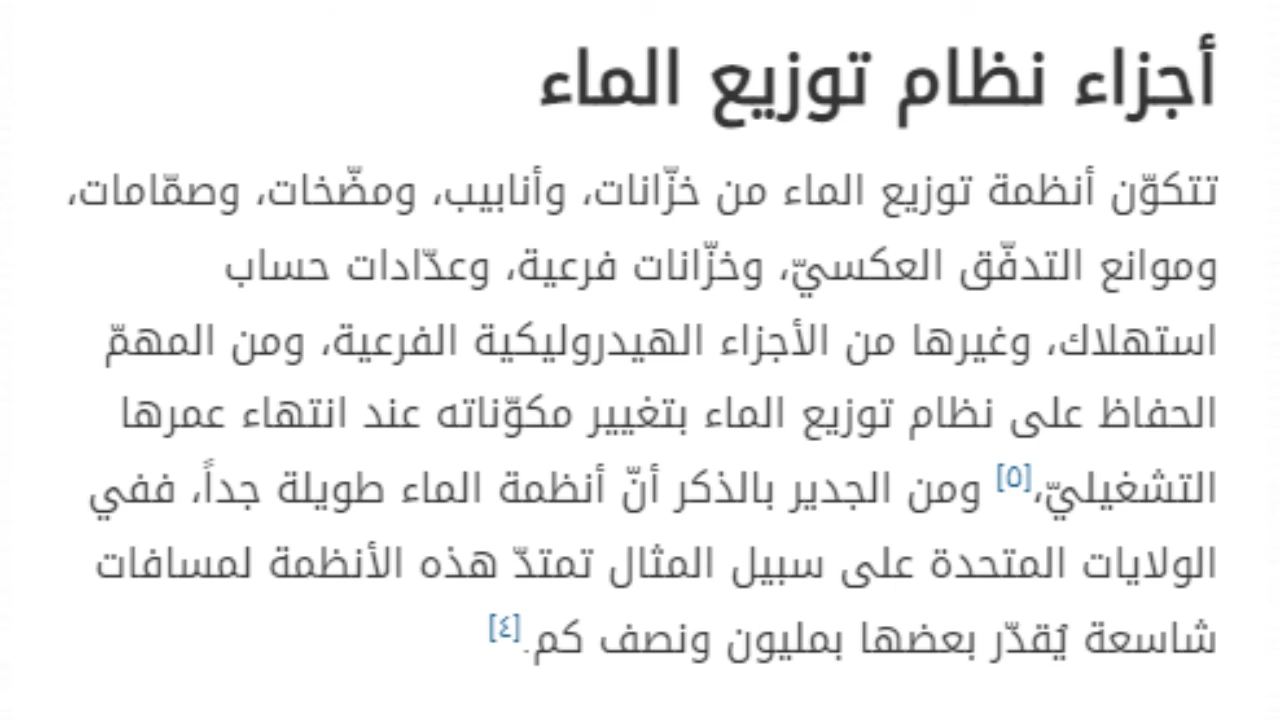 أجزاء نظام توزيع الماء
تتكوّن أنظمة توزيع الماء من خزّانات، وأنابيب، ومضّخات، وصمّامات،
وموانع التدفّق العكسيّ، وخزّانات فرعية، وعدّادات حساب
استهلاك، وغيرها من الأجزاء الهيدروليكية الفرعية، ومن المهمّ
الحفاظ على نظام توزيع الماء بتغيير مكوّناته عند انتهاء عمرها
التشغيليّ،[٥] ومن الجدير بالذكر أنّ أنظمة الماء طويلة جداً، ففي
الولايات المتحدة على سبيل المثال تمتدّ هذه الأنظمة لمسافات
شاسعة يُقدّر بعضها بمليون ونصف كم.[٤]